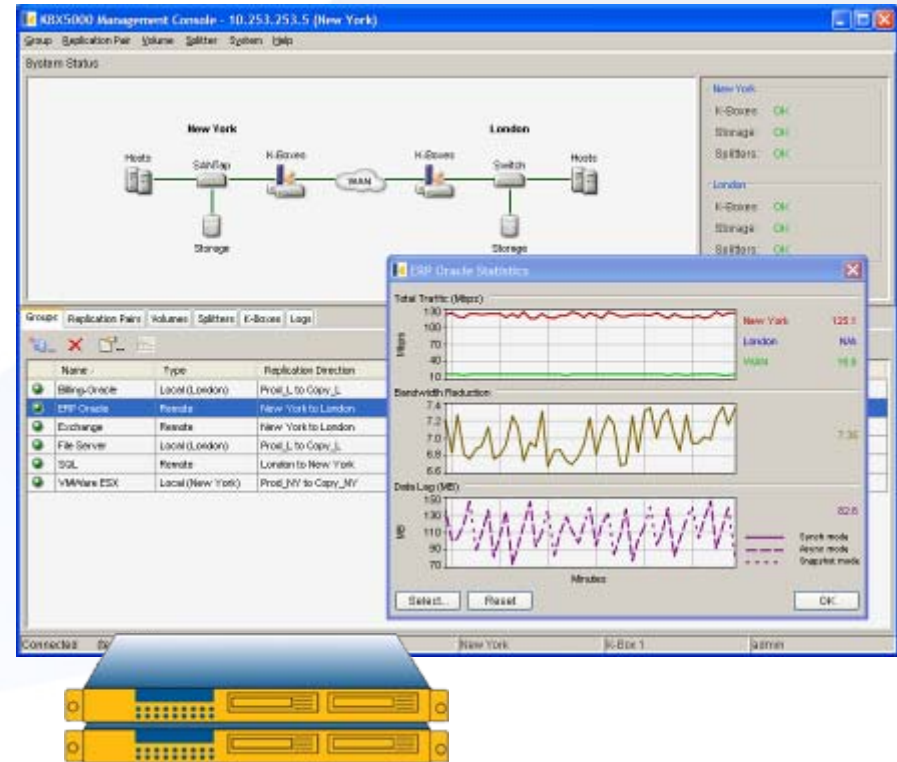 KBX5000 Management Console - 10.253.253.5 (New York)
Group Replication Pair Volume Splitter System Help
System Status
New York
London
Hosts
SANTap
K-Boxes
WAN
K-Boxes
Switch
Hosts
Storage
Storage
New York
K-Boxes: OK
Storage: OK
Splitters: OK
London
K-Boxes: OK
Storage: OK
Splitters: OK
Groups Replication Pairs Volumes Splitters K-Boxes Logs
Name Type Replication Direction
Billing-Oracle Local (London) Prod_L to Copy_L
ERP Oracle Remote New York to London
Exchange Remote New York to London
File Server Local (London) Prod_L to Copy_L
SQL Remote London to New York
VMWare ESX Local (New York) Prod_NY to Copy_NY
ERP Oracle Statistics
Total Traffic (Mbps)
Mbps
130
100
70
40
10
New York 125.1
London N/A
WAN
Bandwidth Reduction
7.4
7.2
7.0
6.8
6.6
7.35
Data Lag (MB)
MB
150
130
110
90
70
82.6
Synch mode
Async mode
Snapshot mode
Minutes
Select... Reset OK
Connected
New York K-Box 1 admin